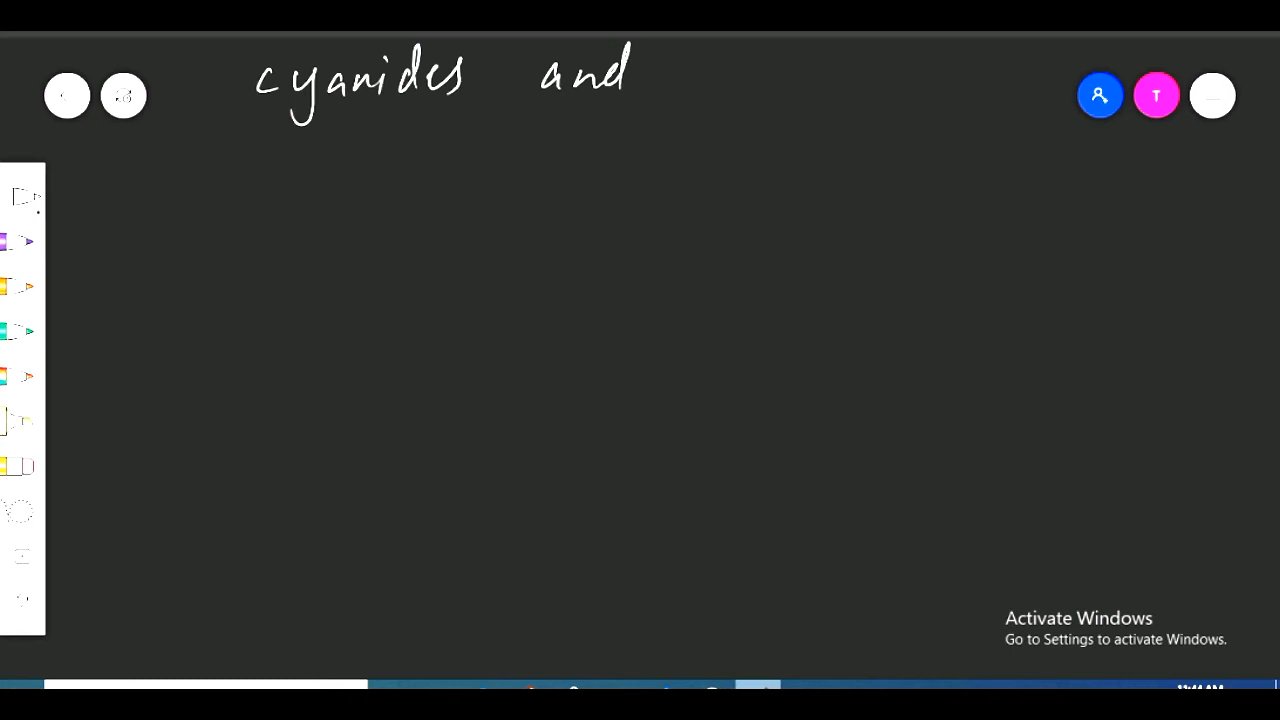 cyanides and
T
Activate Windows
Go to Settings to activate Windows.